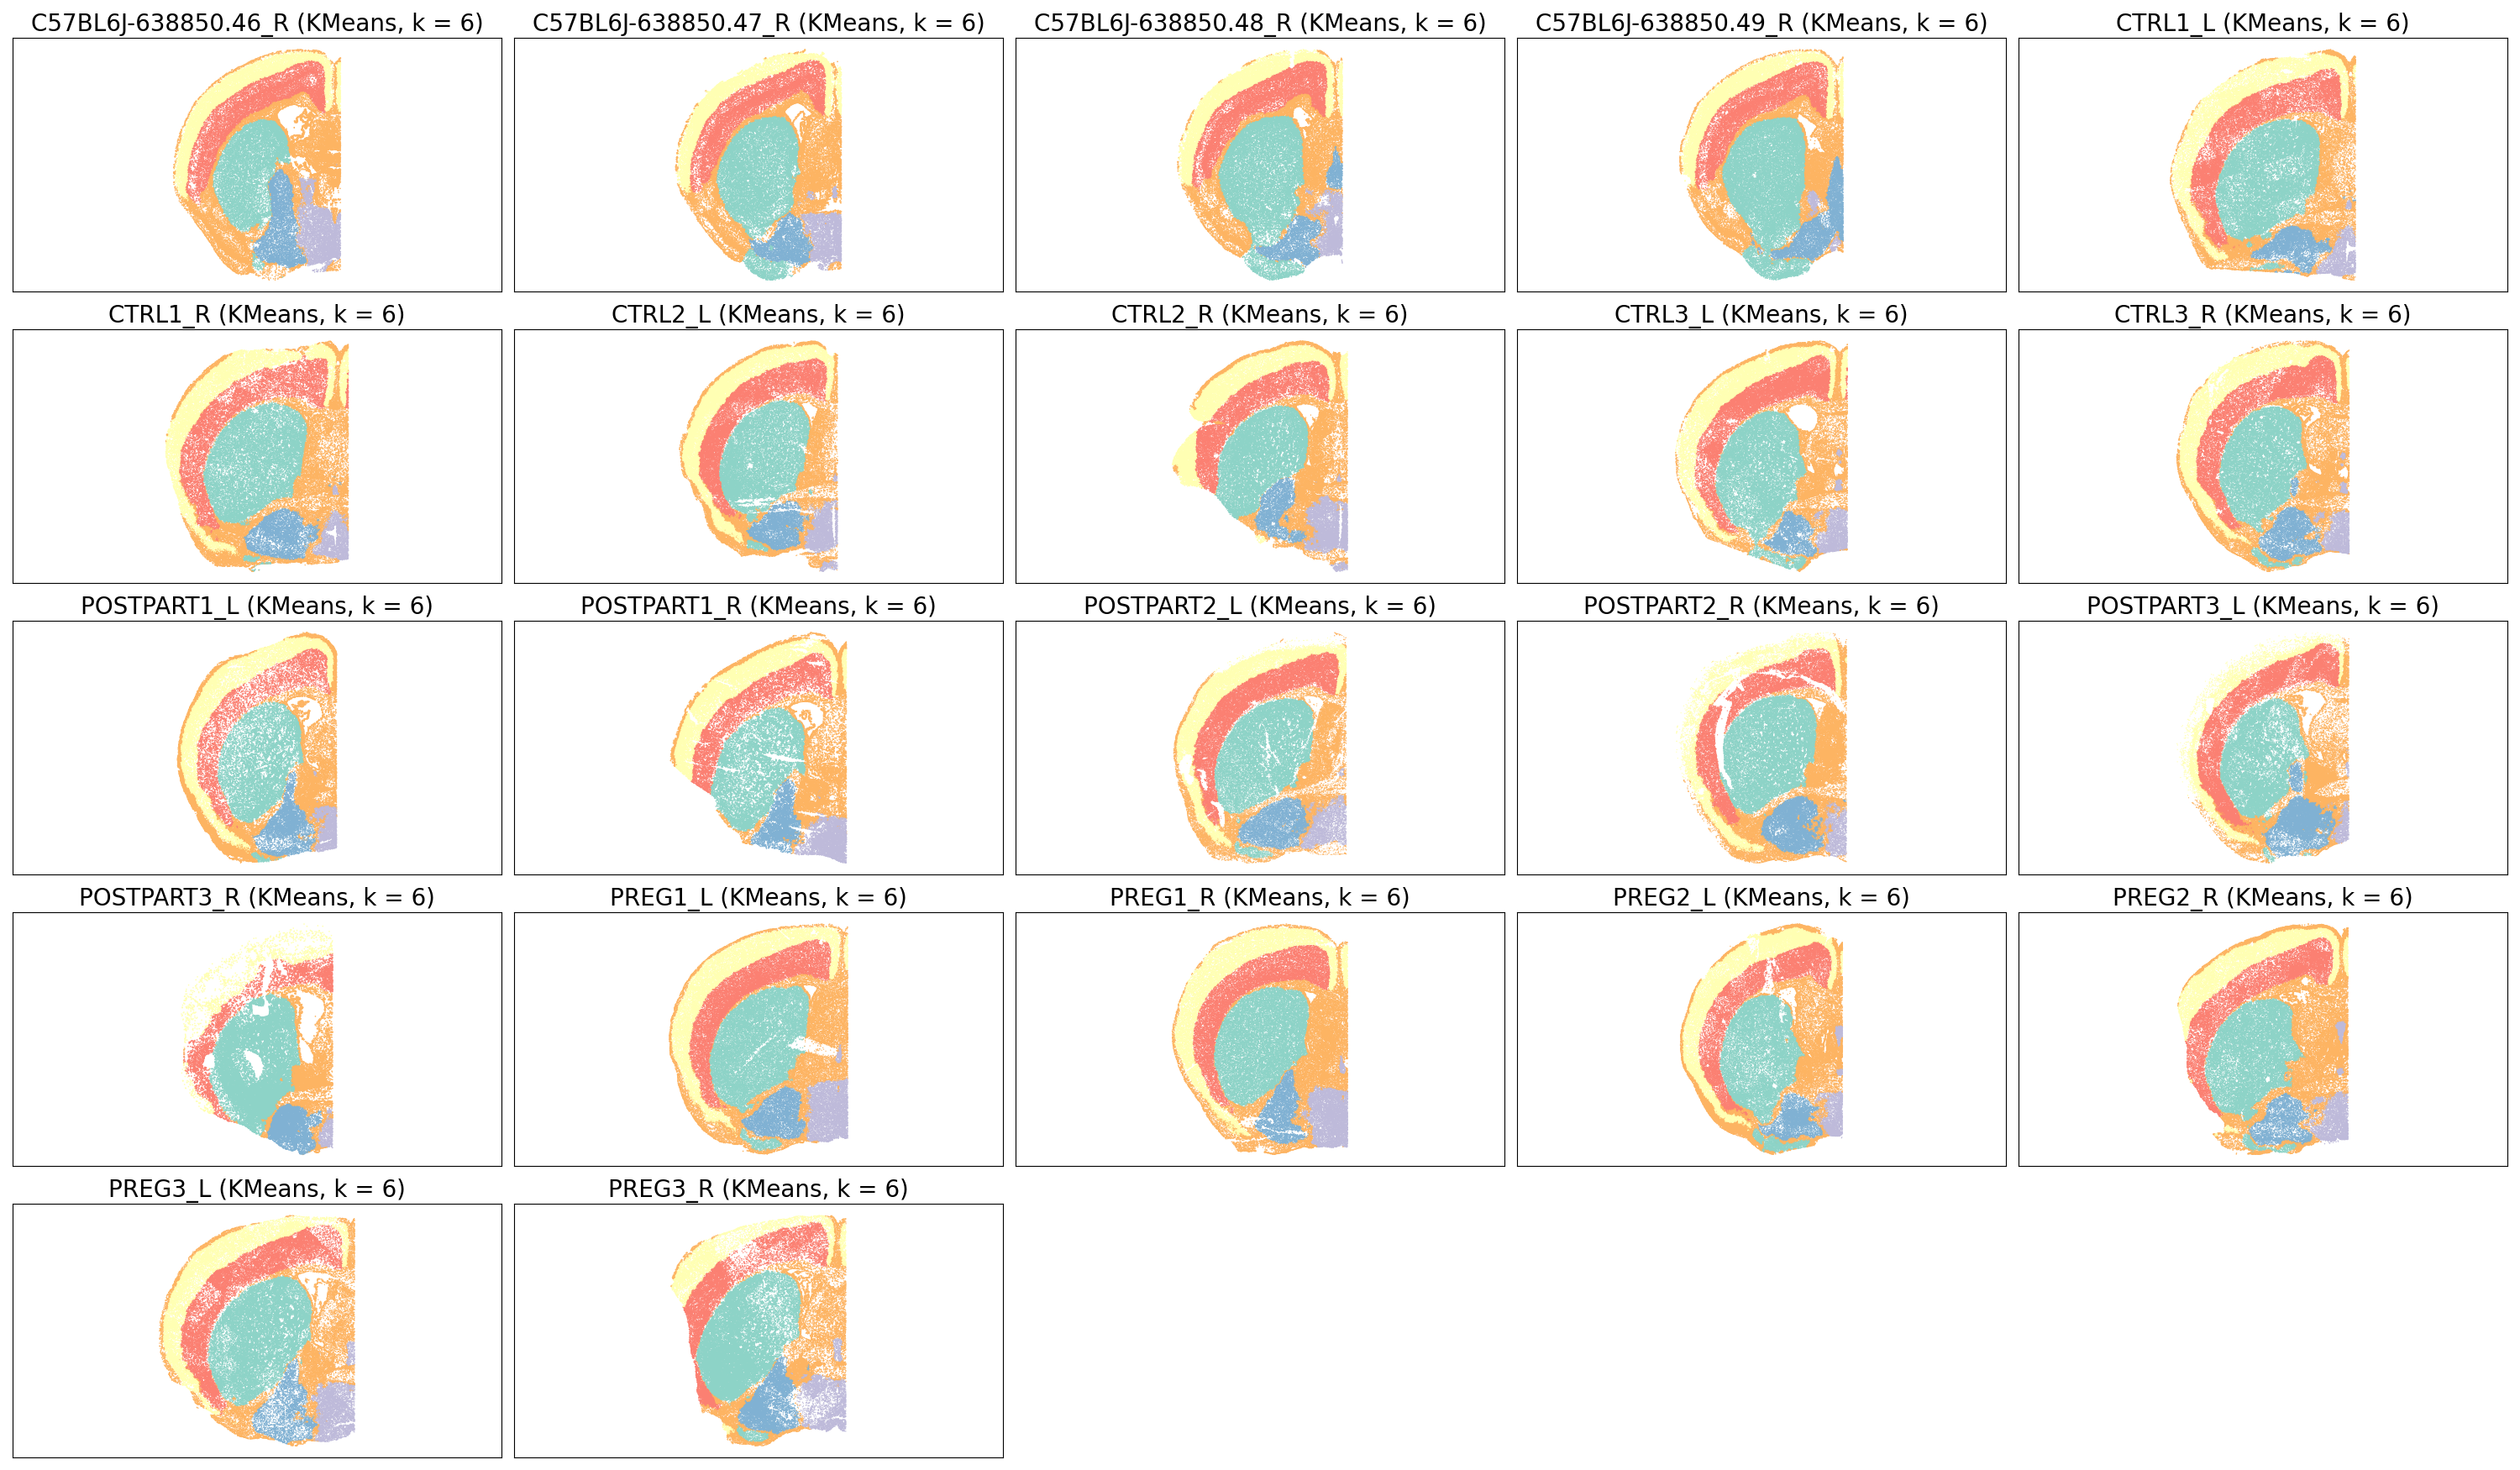 C57BL6J-638850.46_R (KMeans, k = 6)
C57BL6J-638850.47_R (KMeans, k = 6)
C57BL6J-638850.48_R (KMeans, k = 6)
C57BL6J-638850.49_R (KMeans, k = 6)
CTRL1_L (KMeans, k = 6)
CTRL1_R (KMeans, k = 6)
CTRL2_L (KMeans, k = 6)
CTRL2_R (KMeans, k = 6)
CTRL3_L (KMeans, k = 6)
CTRL3_R (KMeans, k = 6)
POSTPART1_L (KMeans, k = 6)
POSTPART1_R (KMeans, k = 6)
POSTPART2_L (KMeans, k = 6)
POSTPART2_R (KMeans, k = 6)
POSTPART3_L (KMeans, k = 6)
POSTPART3_R (KMeans, k = 6)
PREG1_L (KMeans, k = 6)
PREG1_R (KMeans, k = 6)
PREG2_L (KMeans, k = 6)
PREG2_R (KMeans, k = 6)
PREG3_L (KMeans, k = 6)
PREG3_R (KMeans, k = 6)